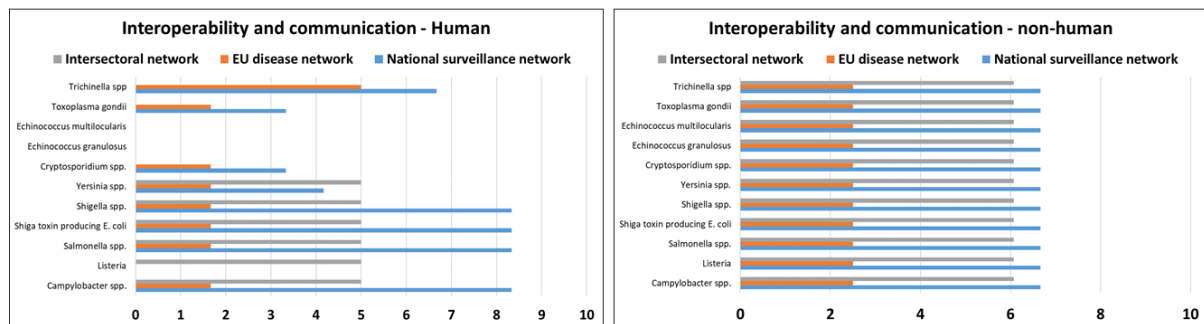 Interoperability and communication - Human
Intersectoral network EU disease network National surveillance network
Trichinella spp
Toxoplasma gondii
Echinococcus multilocularis
Echinococcus granulosus
Cryptosporidium spp.
Yersinia spp.
Shigella spp.
Shiga toxin producing E. coli
Salmonella spp.
Listeria
Campylobacter spp.
0 1 2 3 4 5 6 7 8 9 10
Interoperability and communication - non-human
Intersectoral network EU disease network National surveillance network
Trichinella spp
Toxoplasma gondii
Echinococcus multilocularis
Echinococcus granulosus
Cryptosporidium spp.
Yersinia spp.
Shigella spp.
Shiga toxin producing E. coli
Salmonella spp.
Listeria
Campylobacter spp.
0 2 4 6 8 10